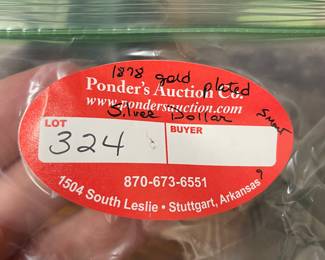 1878 gold plated
Ponder's Auction Co.
www.pondersauction.com
Silver Dollar
LOT
324
BUYER
870-673-6551
1504 South Leslie • Stuttgart, Arkansas